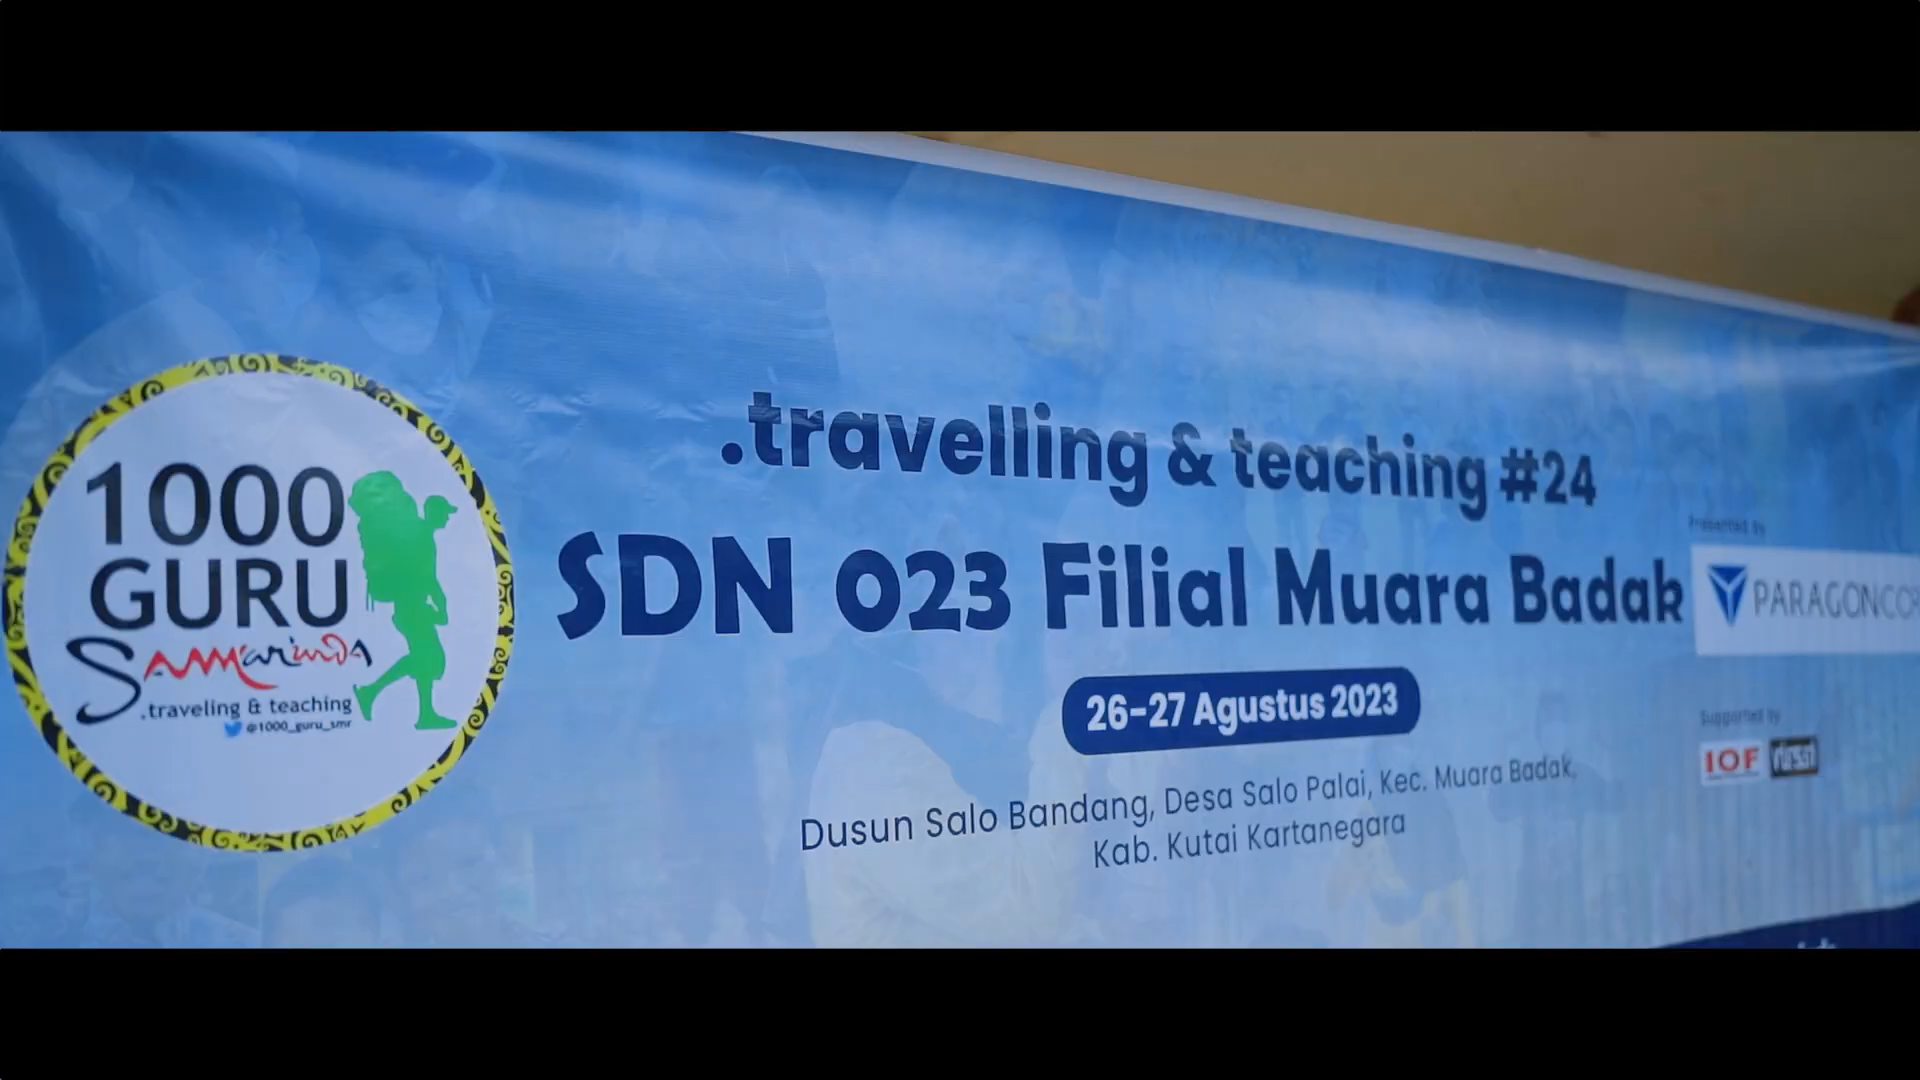 1000
GURU
SAMArinDA
.traveling & teaching
@1000_guru_smr
.travelling & teaching #24
SDN 023 Filial Muara Badak
26-27 Agustus 2023
Dusun Salo Bandang, Desa Salo Palai, Kec. Muara Badak,
Kab. Kutai Kartanegara
Presented by
PARAGONCO
Supported by
IOF